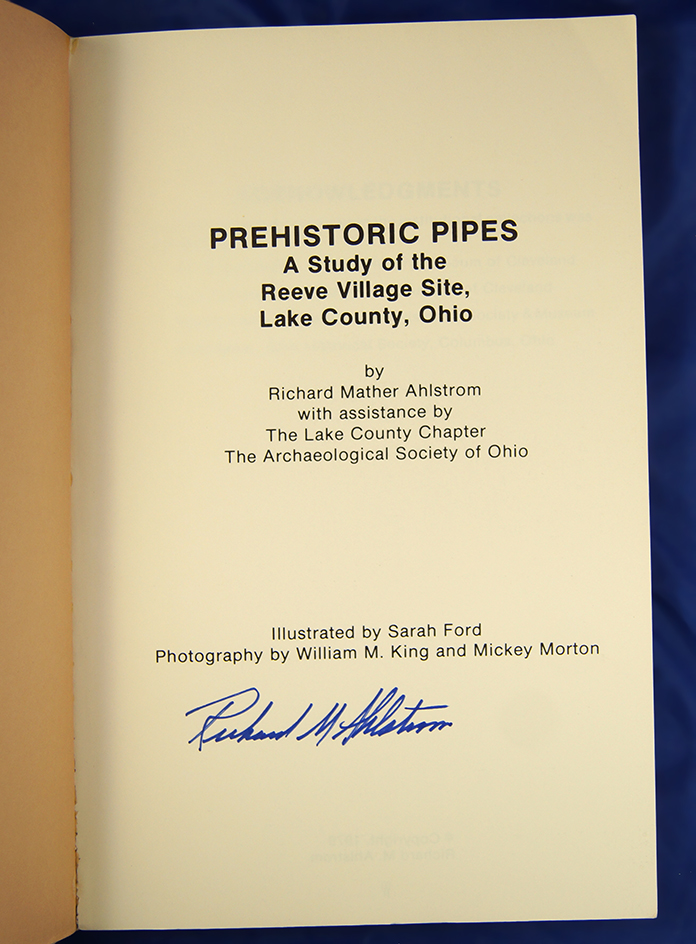 PREHISTORIC PIPES
A Study of the
Reeve Village Site,
Lake County, Ohio
by
Richard Mather Ahlstrom
with assistance by
The Lake County Chapter
The Archaeological Society of Ohio
Illustrated by Sarah Ford
Photography by William M. King and Mickey Morton
Richard M Ahlstrom